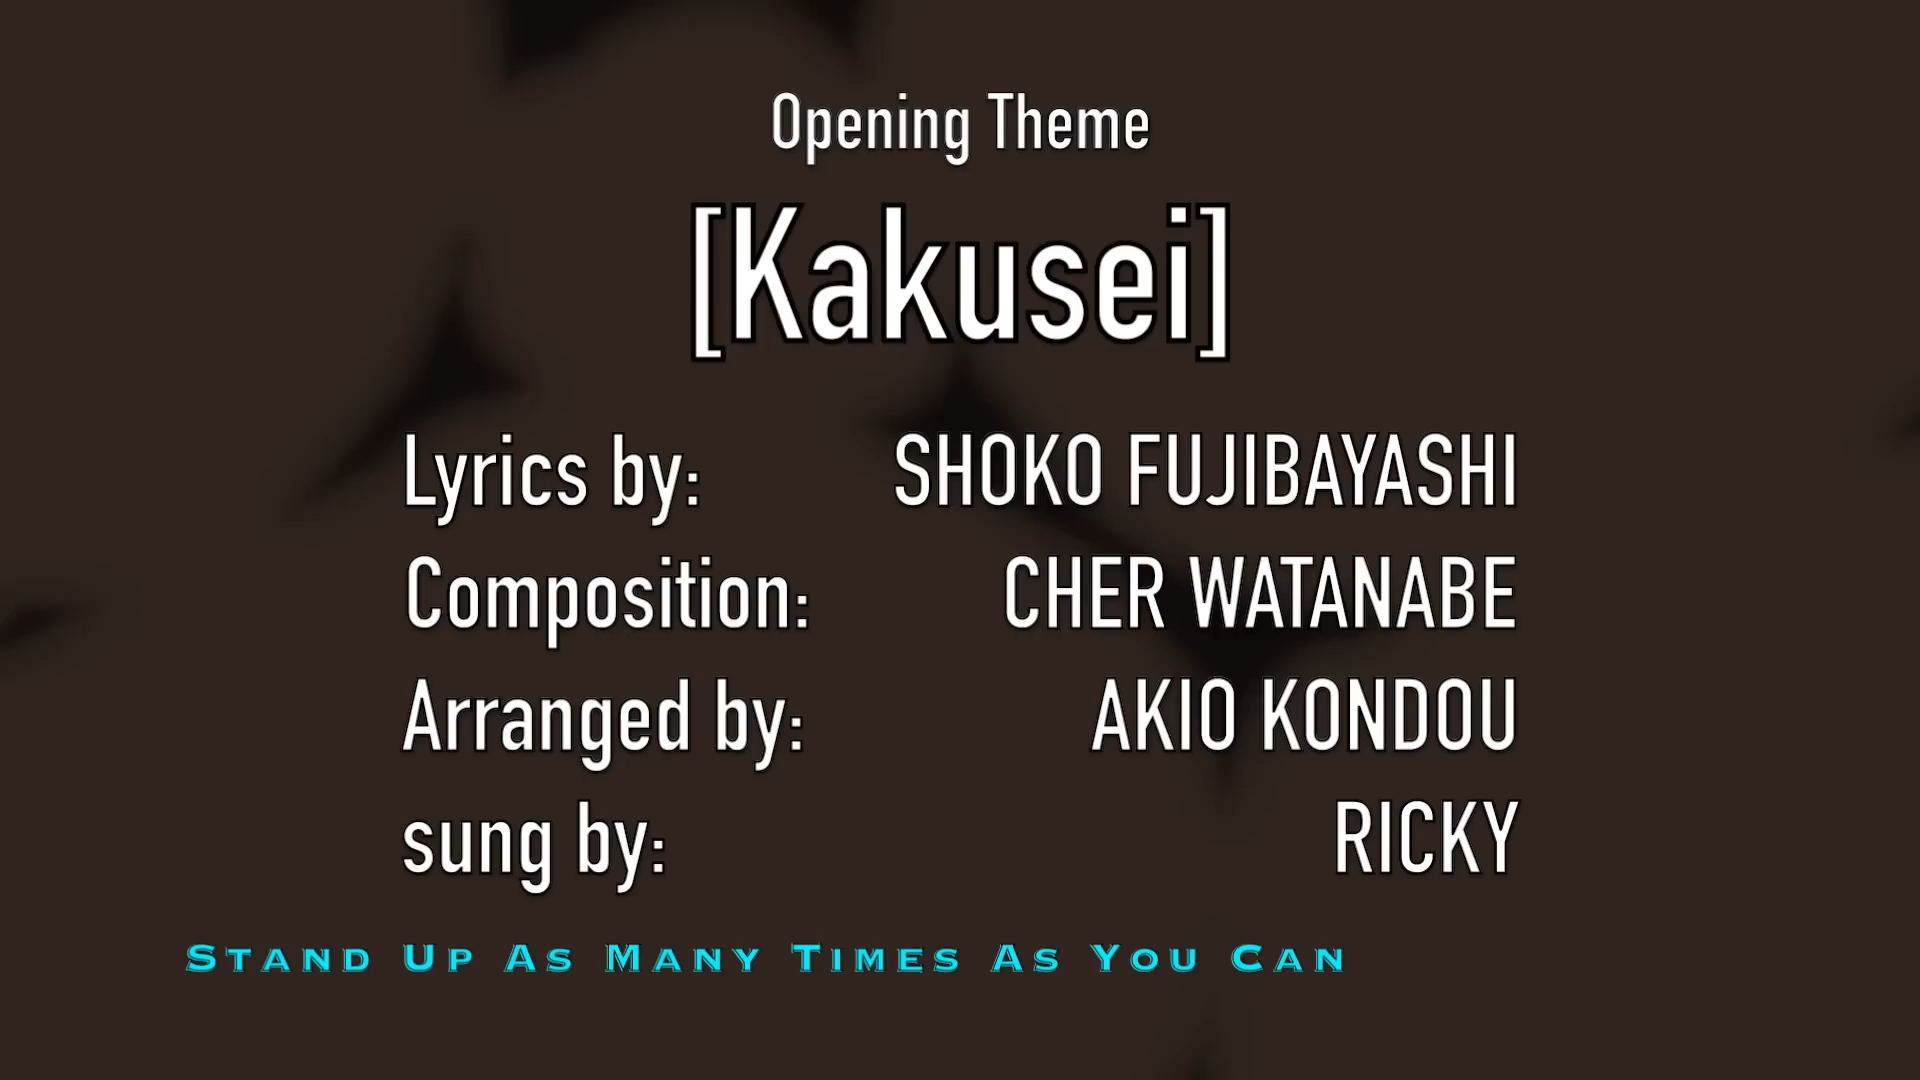 Opening Theme
[Kakusei]
Lyrics by: SHOKO FUJIBAYASHI
Composition: CHER WATANABE
Arranged by: AKIO KONDOU
sung by: RICKY
Stand Up As Many Times As You Can